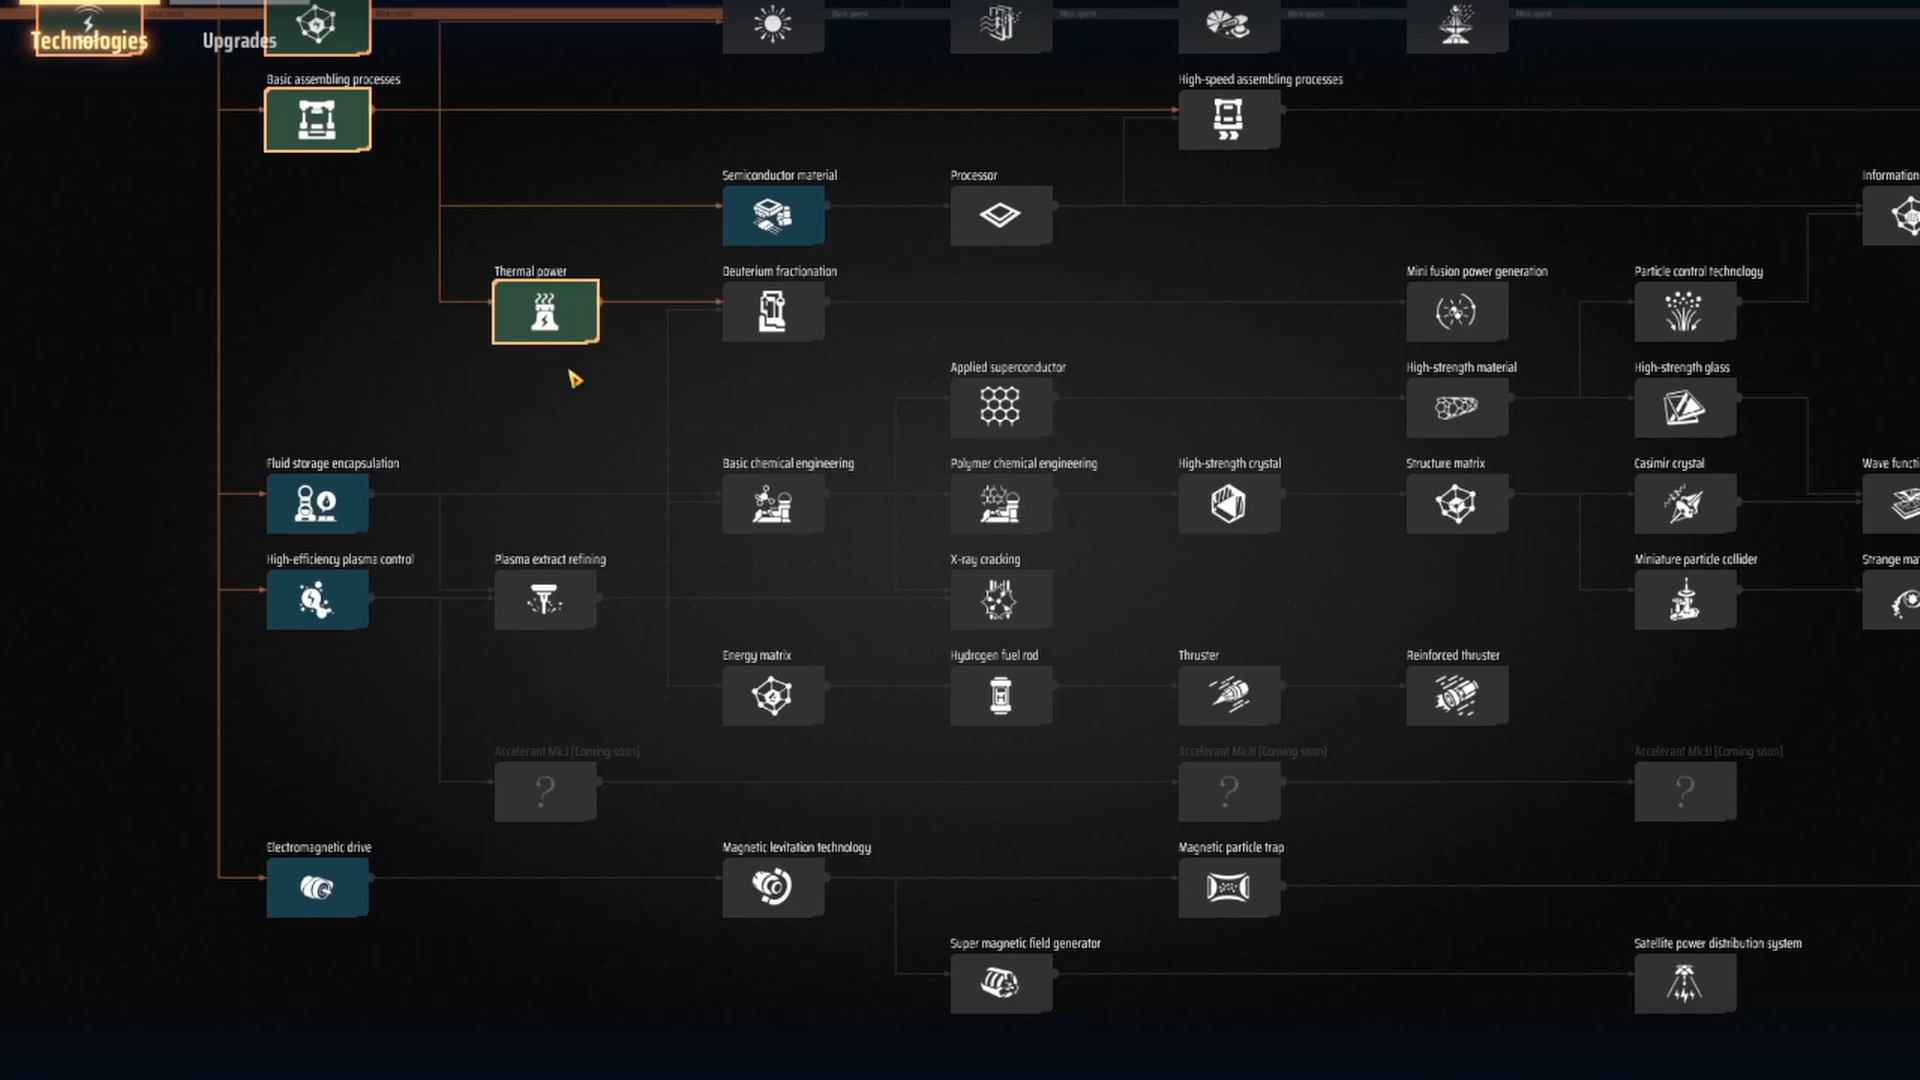 Technologies
Upgrades
Basic assembling processes
High-speed assembling processes
Semiconductor material
Processor
Information
Thermal power
Deuterium fractionation
Mini fusion power generation
Particle control technology
Applied superconductor
High-strength material
High-strength glass
Fluid storage encapsulation
Basic chemical engineering
Polymer chemical engineering
High-strength crystal
Structure matrix
Casimir crystal
Wave functi
High-efficiency plasma control
Plasma extract refining
X-ray cracking
Miniature particle collider
Strange mat
Energy matrix
Hydrogen fuel rod
Thruster
Reinforced thruster
Accelerant Mk.I (Coming soon)
Accelerant Mk.II (Coming soon)
Accelerant Mk.II (Coming soon)
?
?
?
Electromagnetic drive
Magnetic levitation technology
Magnetic particle trap
Super magnetic field generator
Satellite power distribution system